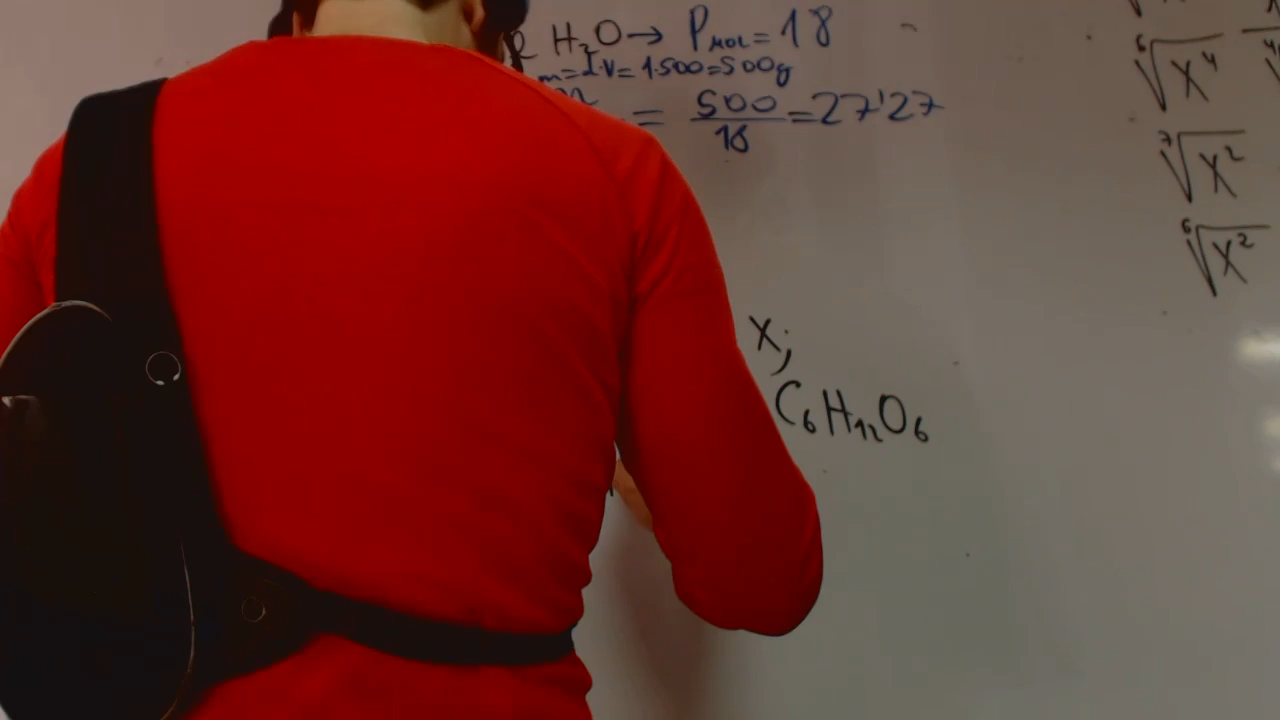 H₂O → Pmol = 18
m = d·V = 1·500 = 500g
= 500/18 = 27'27
x;
C₆H₁₂O₆
⁶√x⁴
⁷√x²
⁶√x²